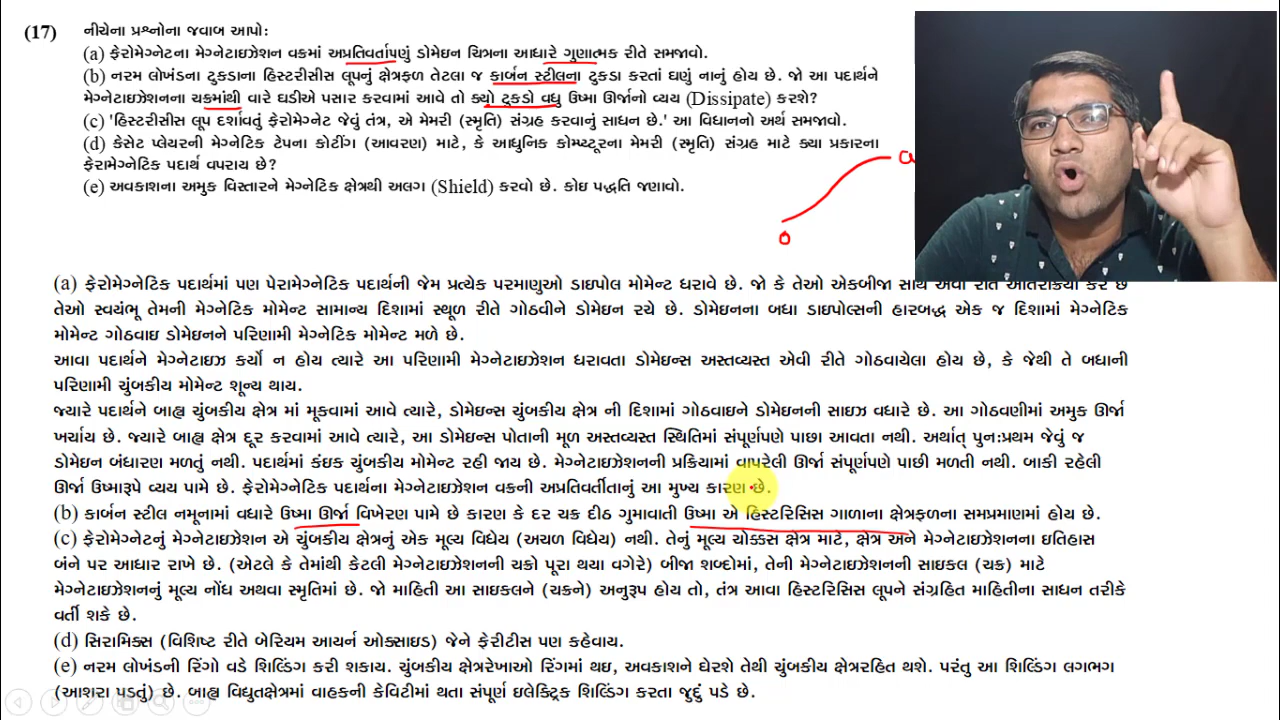 (17) નીચેના પ્રશ્નોના જવાબ આપો:
(a) ફેરોમેગ્નેટના મેગ્નેટાઇઝેશન વક્રમાં અપ્રતિવર્તીપણું ડોમેઇન ચિત્રના આધારે ગુણાત્મક રીતે સમજાવો.
(b) નરમ લોખંડના ટુકડાના હિસ્ટરીસીસ લૂપનું ક્ષેત્રફળ તેટલા જ કાર્બન સ્ટીલના ટુકડા કરતાં ઘણું નાનું હોય છે. જો આ પદાર્થને
મેગ્નેટાઇઝેશનના ચક્રમાંથી વારે ઘડીએ પસાર કરવામાં આવે તો ક્યો ટુકડો વધુ ઉષ્મા ઊર્જાનો વ્યય (Dissipate) કરશે?
(c) 'હિસ્ટરીસીસ લૂપ દર્શાવતું ફેરોમેગ્નેટ જેવું તંત્ર, એ મેમરી (સ્મૃતિ) સંગ્રહ કરવાનું સાધન છે.' આ વિધાનનો અર્થ સમજાવો.
(d) કેસેટ પ્લેયરની મેગ્નેટિક ટેપના કોટીંગ (આવરણ) માટે, કે આધુનિક કોમ્પ્યૂટરના મેમરી (સ્મૃતિ) સંગ્રહ માટે ક્યા પ્રકારના
ફેરામેગ્નેટિક પદાર્થ વપરાય છે?
(e) અવકાશના અમુક વિસ્તારને મેગ્નેટિક ક્ષેત્રથી અલગ (Shield) કરવો છે. કોઇ પદ્ધતિ જણાવો.
a
o
(a) ફેરોમેગ્નેટિક પદાર્થમાં પણ પેરામેગ્નેટિક પદાર્થની જેમ પ્રત્યેક પરમાણુઓ ડાઇપોલ મોમેન્ટ ધરાવે છે. જો કે તેઓ એકબીજા સાથે એવી રીતે આંતરક્રિયા કરે છે
તેઓ સ્વયંભૂ તેમની મેગ્નેટિક મોમેન્ટ સામાન્ય દિશામાં સ્થૂળ રીતે ગોઠવીને ડોમેઇન રચે છે. ડોમેઇનના બધા ડાઇપોલ્સની હારબદ્ધ એક જ દિશામાં મેગ્નેટિક
મોમેન્ટ ગોઠવાઇ ડોમેઇનને પરિણામી મેગ્નેટિક મોમેન્ટ મળે છે.
આવા પદાર્થને મેગ્નેટાઇઝ કર્યો ન હોય ત્યારે આ પરિણામી મેગ્નેટાઇઝેશન ધરાવતા ડોમેઇન્સ અસ્તવ્યસ્ત એવી રીતે ગોઠવાયેલા હોય છે, કે જેથી તે બધાની
પરિણામી ચુંબકીય મોમેન્ટ શૂન્ય થાય.
જ્યારે પદાર્થને બાહ્ય ચુંબકીય ક્ષેત્ર માં મૂકવામાં આવે ત્યારે, ડોમેઇન્સ ચુંબકીય ક્ષેત્ર ની દિશામાં ગોઠવાઇને ડોમેઇનની સાઇઝ વધારે છે. આ ગોઠવણીમાં અમુક ઊર્જા
ખર્ચાય છે. જ્યારે બાહ્ય ક્ષેત્ર દૂર કરવામાં આવે ત્યારે, આ ડોમેઇન્સ પોતાની મૂળ અસ્તવ્યસ્ત સ્થિતિમાં સંપૂર્ણપણે પાછા આવતા નથી. અર્થાત્ પુનઃપ્રથમ જેવું જ
ડોમેઇન બંધારણ મળતું નથી. પદાર્થમાં કંઇક ચુંબકીય મોમેન્ટ રહી જાય છે. મેગ્નેટાઇઝેશનની પ્રક્રિયામાં વાપરેલી ઊર્જા સંપૂર્ણપણે પાછી મળતી નથી. બાકી રહેલી
ઊર્જા ઉષ્મારૂપે વ્યય પામે છે. ફેરોમેગ્નેટિક પદાર્થના મેગ્નેટાઇઝેશન વક્રની અપ્રતિવર્તીતાનું આ મુખ્ય કારણ છે.
(b) કાર્બન સ્ટીલ નમૂનામાં વધારે ઉષ્મા ઊર્જા વિખેરણ પામે છે કારણ કે દર ચક્ર દીઠ ગુમાવાતી ઉષ્મા એ હિસ્ટરિસિસ ગાળાના ક્ષેત્રફળના સમપ્રમાણમાં હોય છે.
(c) ફેરોમેગ્નેટનું મેગ્નેટાઇઝેશન એ ચુંબકીય ક્ષેત્રનું એક મૂલ્ય વિધેય (અચળ વિધેય) નથી. તેનું મૂલ્ય ચોક્કસ ક્ષેત્ર માટે, ક્ષેત્ર અને મેગ્નેટાઇઝેશનના ઇતિહાસ
બંને પર આધાર રાખે છે. (એટલે કે તેમાંથી કેટલી મેગ્નેટાઇઝેશનની ચક્રો પૂરા થયા વગેરે) બીજા શબ્દોમાં, તેની મેગ્નેટાઇઝેશનની સાઇકલ (ચક્ર) માટે
મેગ્નેટાઇઝેશનનું મૂલ્ય નોંધ અથવા સ્મૃતિમાં છે. જો માહિતી આ સાઇકલને (ચક્રને) અનુરૂપ હોય તો, તંત્ર આવા હિસ્ટરિસિસ લૂપને સંગ્રહિત માહિતીના સાધન તરીકે
વર્તી શકે છે.
(d) સિરામિક્સ (વિશિષ્ટ રીતે બેરિયમ આયર્ન ઓક્સાઇડ) જેને ફેરીટીસ પણ કહેવાય.
(e) નરમ લોખંડની રિંગો વડે શિલ્ડિંગ કરી શકાય. ચુંબકીય ક્ષેત્રરેખાઓ રિંગમાં થઇ, અવકાશને ઘેરશે તેથી ચુંબકીય ક્ષેત્રરહિત થશે. પરંતુ આ શિલ્ડિંગ લગભગ
(આશરા પડતું) છે. બાહ્ય વિદ્યુતક્ષેત્રમાં વાહકની કેવિટીમાં થતા સંપૂર્ણ ઇલેક્ટ્રિક શિલ્ડિંગ કરતા જુદું પડે છે.